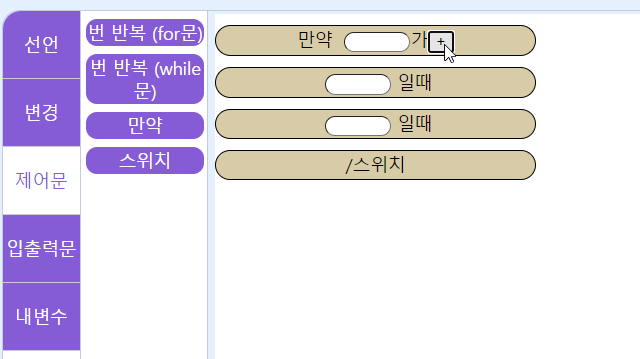 선언
변경
제어문
입출력문
내변수
번 반복 (for문)
번 반복 (while
문)
만약
스위치
만약 가 +
일때
일때
/스위치